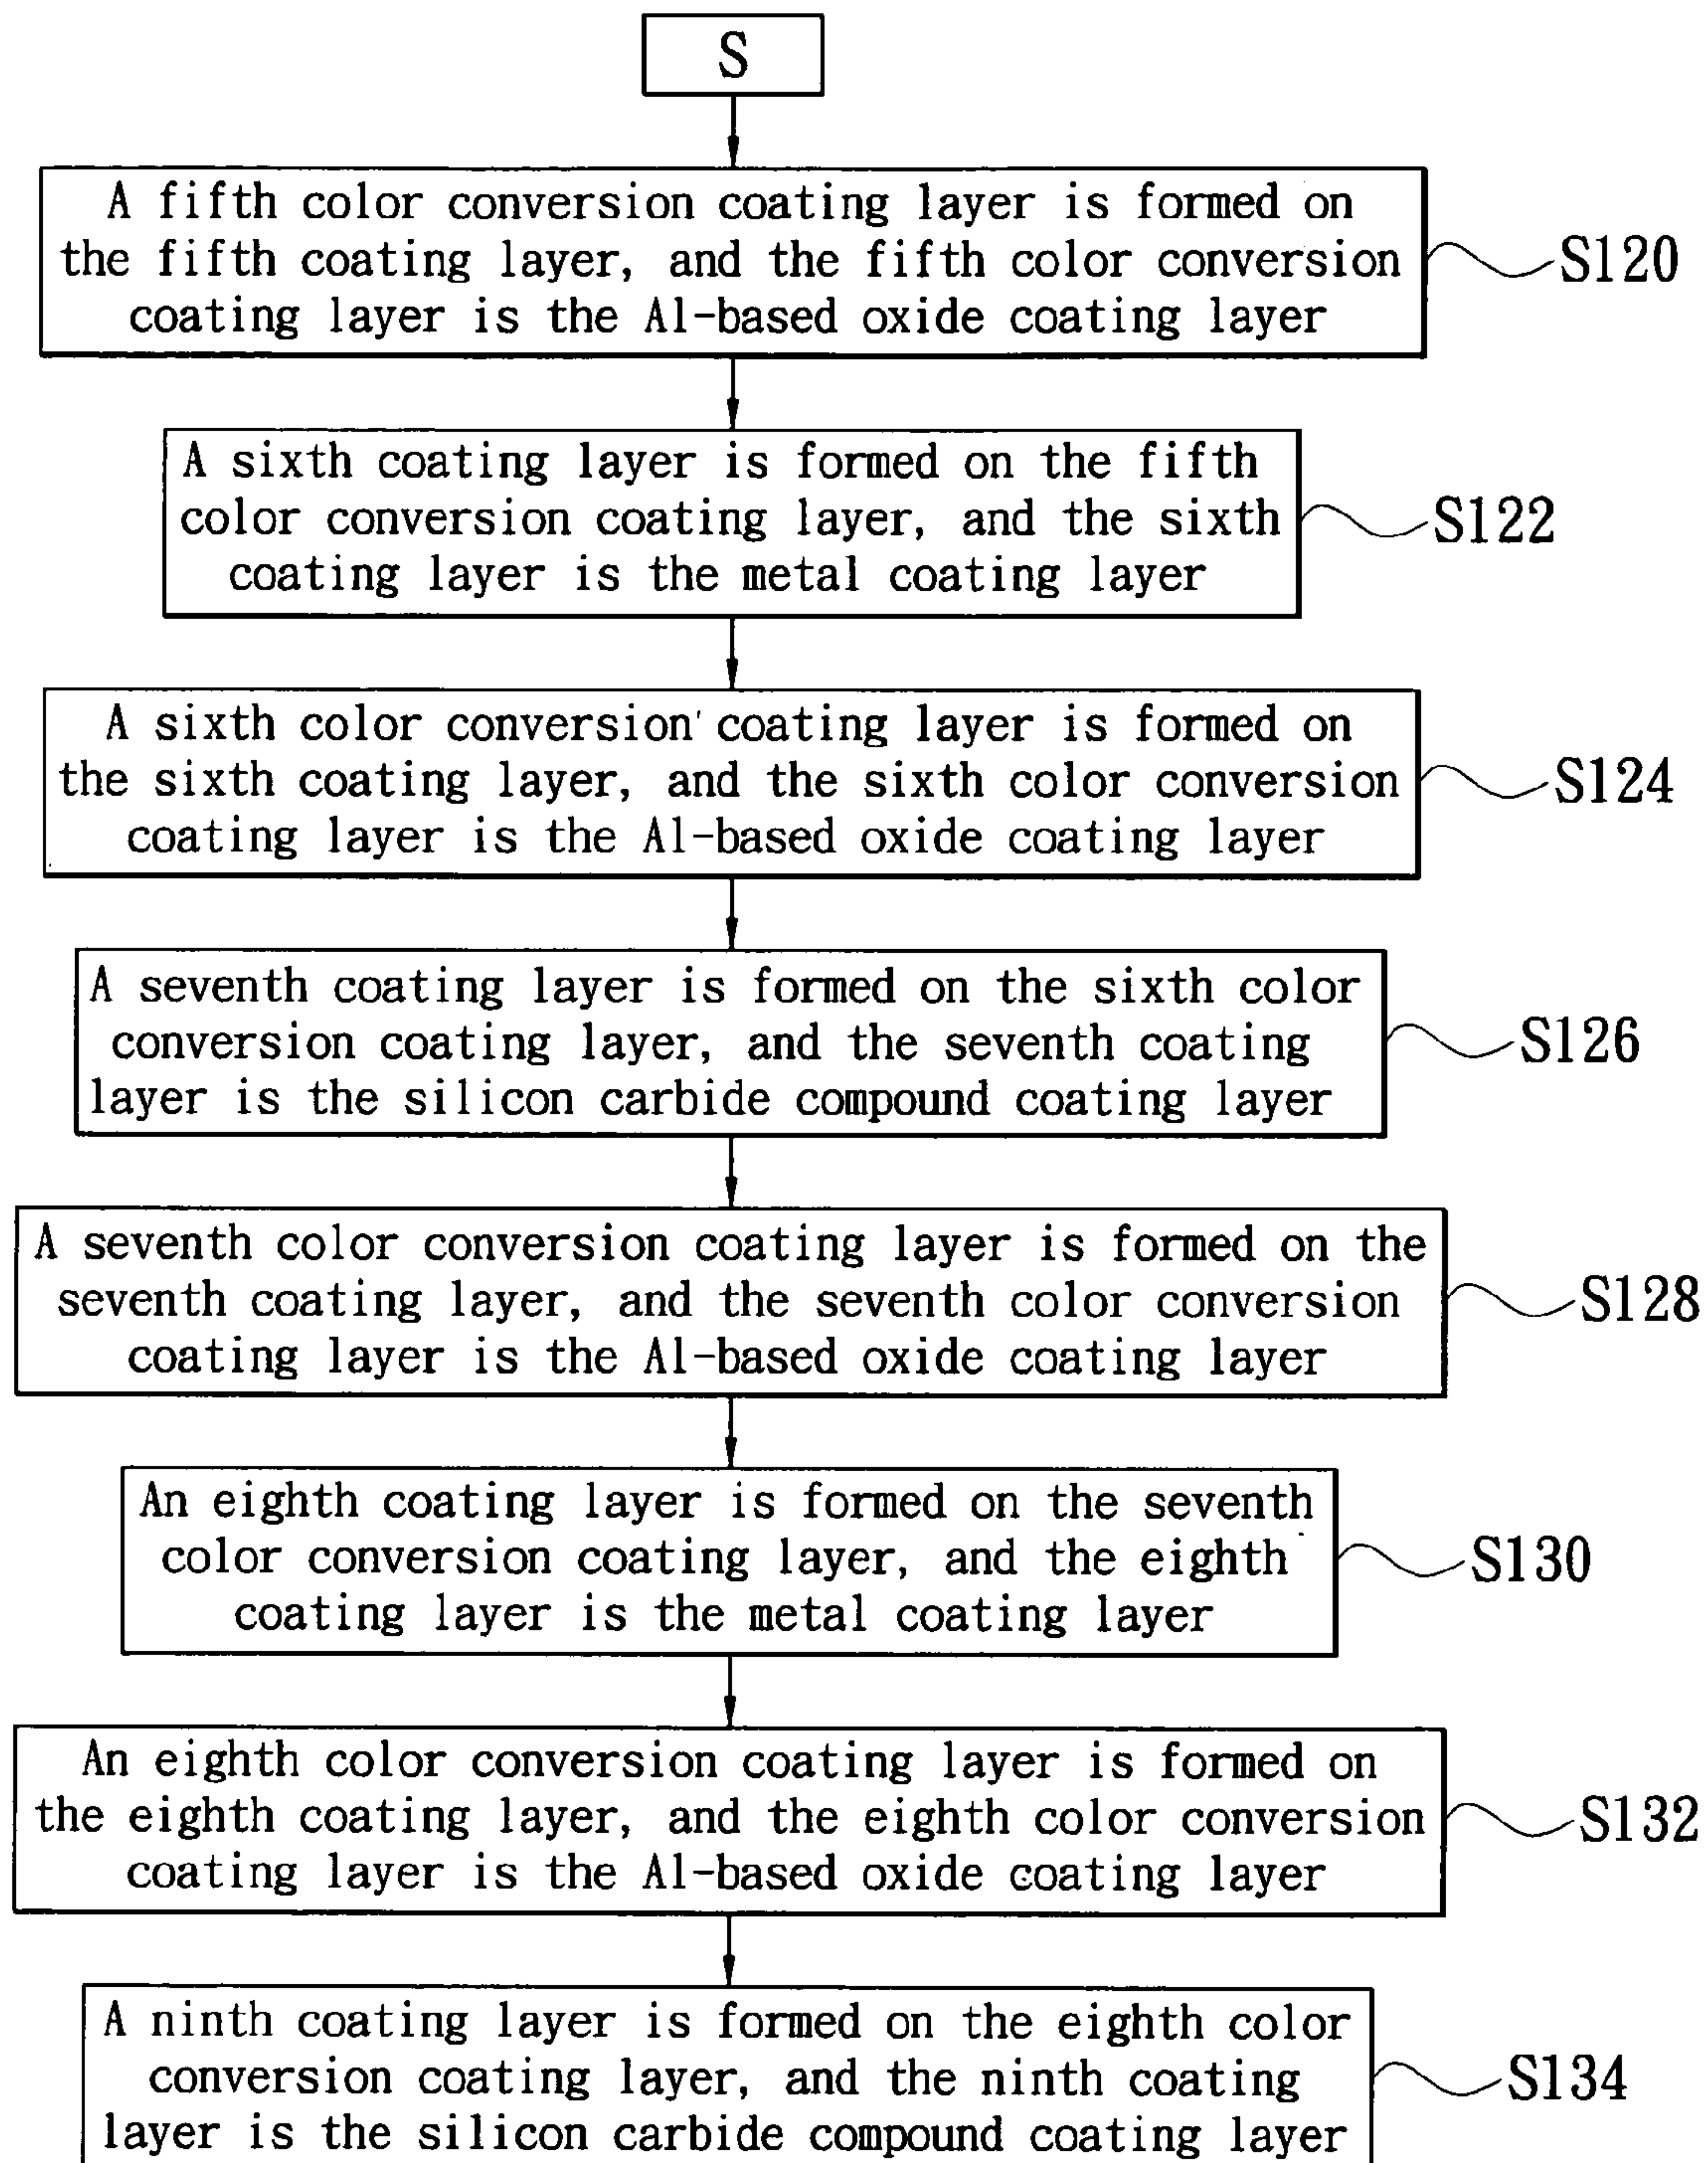 S
A fifth color conversion coating layer is formed on
the fifth coating layer, and the fifth color conversion
coating layer is the Al-based oxide coating layer
S120
A sixth coating layer is formed on the fifth
color conversion coating layer, and the sixth
coating layer is the metal coating layer
S122
A sixth color conversion coating layer is formed on
the sixth coating layer, and the sixth color conversion
coating layer is the Al-based oxide coating layer
S124
A seventh coating layer is formed on the sixth color
conversion coating layer, and the seventh coating
layer is the silicon carbide compound coating layer
S126
A seventh color conversion coating layer is formed on the
seventh coating layer, and the seventh color conversion
coating layer is the Al-based oxide coating layer
S128
An eighth coating layer is formed on the seventh
color conversion coating layer, and the eighth
coating layer is the metal coating layer
S130
An eighth color conversion coating layer is formed on
the eighth coating layer, and the eighth color conversion
coating layer is the Al-based oxide coating layer
S132
A ninth coating layer is formed on the eighth color
conversion coating layer, and the ninth coating
layer is the silicon carbide compound coating layer
S134